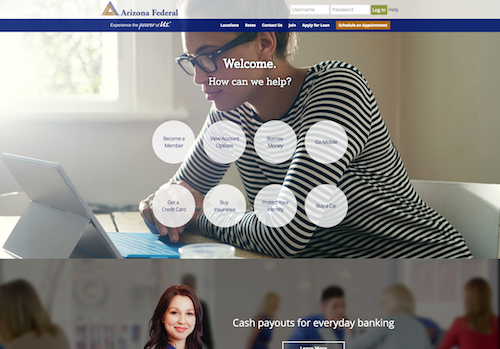 Arizona Federal
Username Password Log In Help
Experience the power of Us.
Locations Rates Contact Us Join Apply for Loan Schedule an Appointment
Welcome.
How can we help?
Become a
Member
View Account
Options
Borrow
Money
Go Mobile
Get a
Credit Card
Buy
Insurance
Protect Your
Identity
Buy a Car
Cash payouts for everyday banking
Learn More